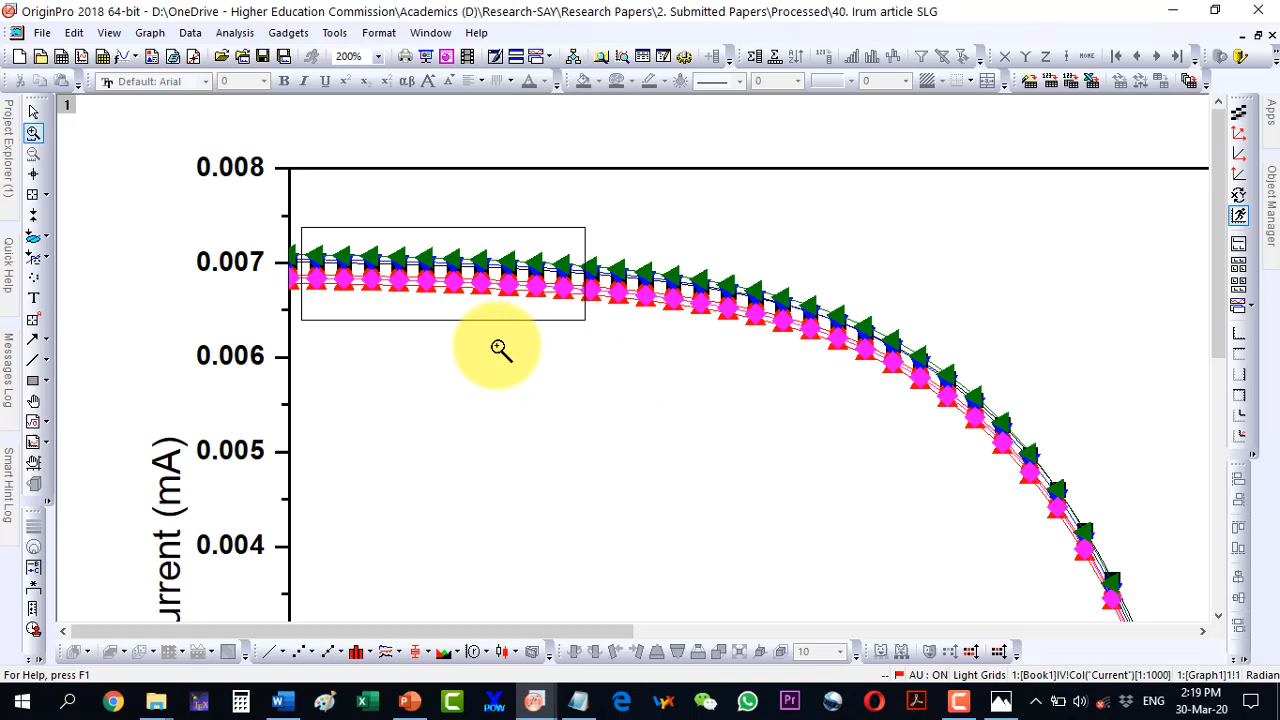 OriginPro 2018 64-bit - D:\OneDrive - Higher Education Commission\Academics (D)\Research-SAY\Research Papers\2. Submitted Papers\Processed\40. Irum article SLG
File Edit View Graph Data Analysis Gadgets Tools Format Window Help
200%
Default: Arial 0 B I U αβ A A A 0 0
1
Project Explorer (1)
Quick Help
Messages Log
Smart Hint Log
Apps
Object Manager
0.008
0.007
0.006
0.005
0.004
urrent (mA)
10
For Help, press F1
AU : ON Light Grids 1:[Book1]IV!Col("Current")[1:1000] 1:[Graph1]1!1 Radian
ENG
2:19 PM
30-Mar-20